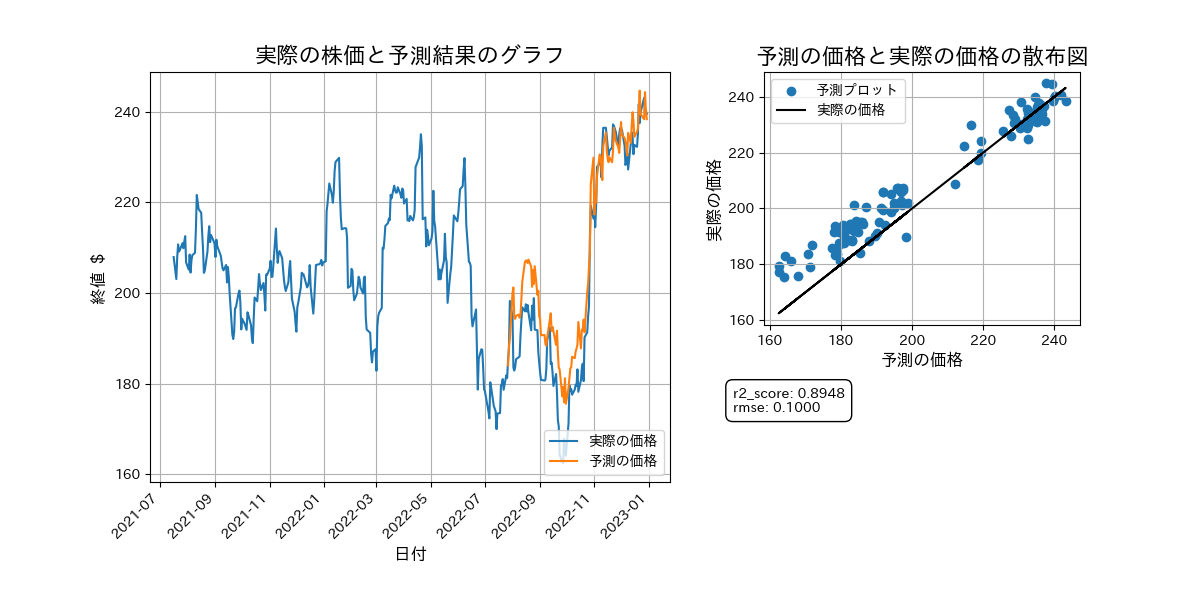 実際の株価と予測結果のグラフ
終値 $
240
220
200
180
160
2021-07
2021-09
2021-11
2022-01
2022-03
2022-05
2022-07
2022-09
2022-11
2023-01
日付
実際の価格
予測の価格
予測の価格と実際の価格の散布図
実際の価格
240
220
200
180
160
160
180
200
220
240
予測の価格
予測プロット
実際の価格
r2_score: 0.8948
rmse: 0.1000